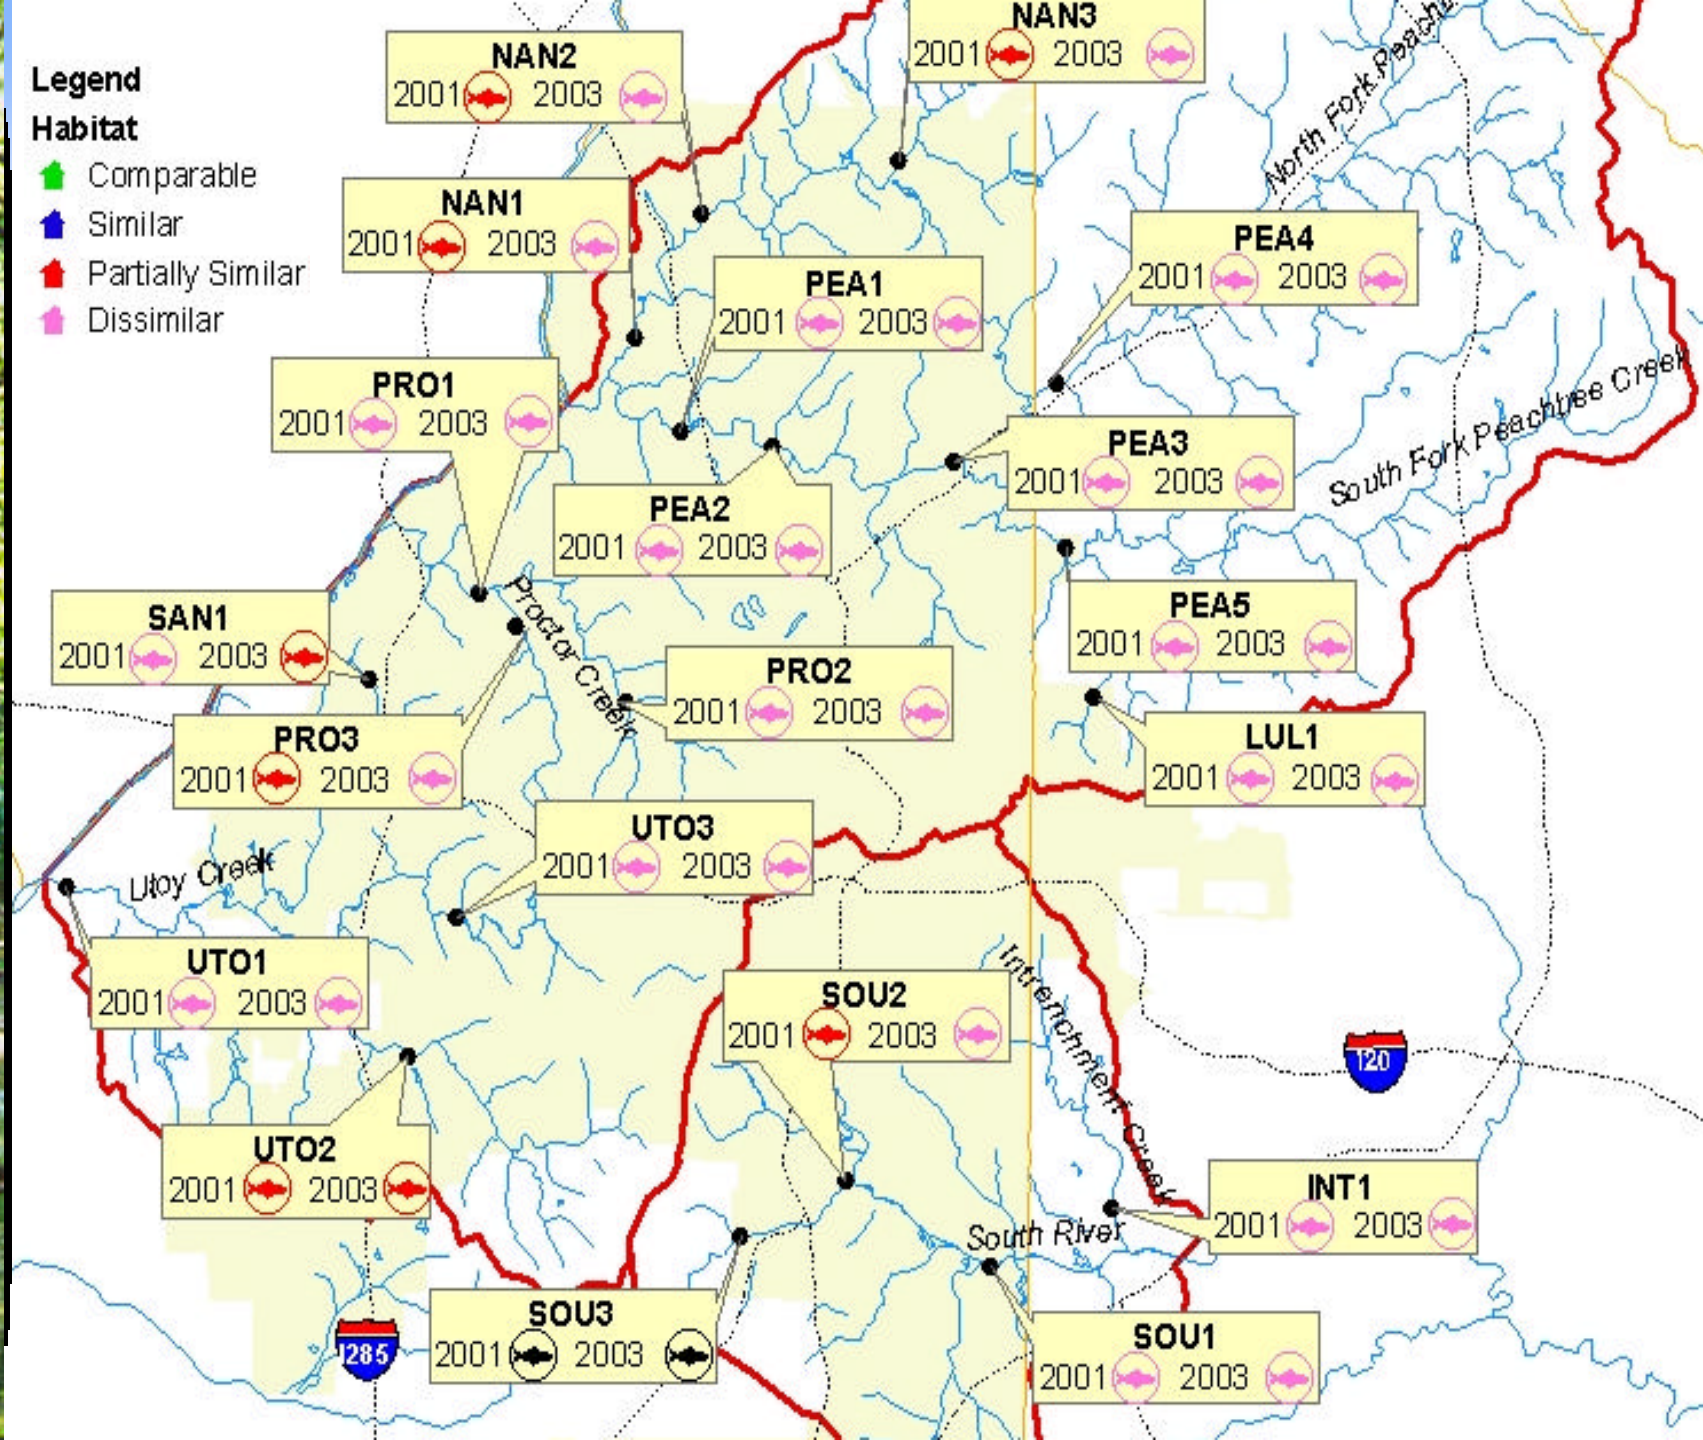 Legend
Habitat
Comparable
Similar
Partially Similar
Dissimilar
NAN3
2001 2003
NAN2
2001 2003
NAN1
2001 2003
North Fork
PEA4
2001 2003
PEA1
2001 2003
PRO1
2001 2003
South Fork Peachtree Creek
PEA3
2001 2003
PEA2
2001 2003
SAN1
2001 2003
Proctor Creek
PEA5
2001 2003
PRO2
2001 2003
PRO3
2001 2003
LUL1
2001 2003
UTO3
2001 2003
Utoy Creek
UTO1
2001 2003
SOU2
2001 2003
Intrenchment Creek
120
UTO2
2001 2003
INT1
2001 2003
South River
SOU3
2001 2003
SOU1
2001 2003
1285